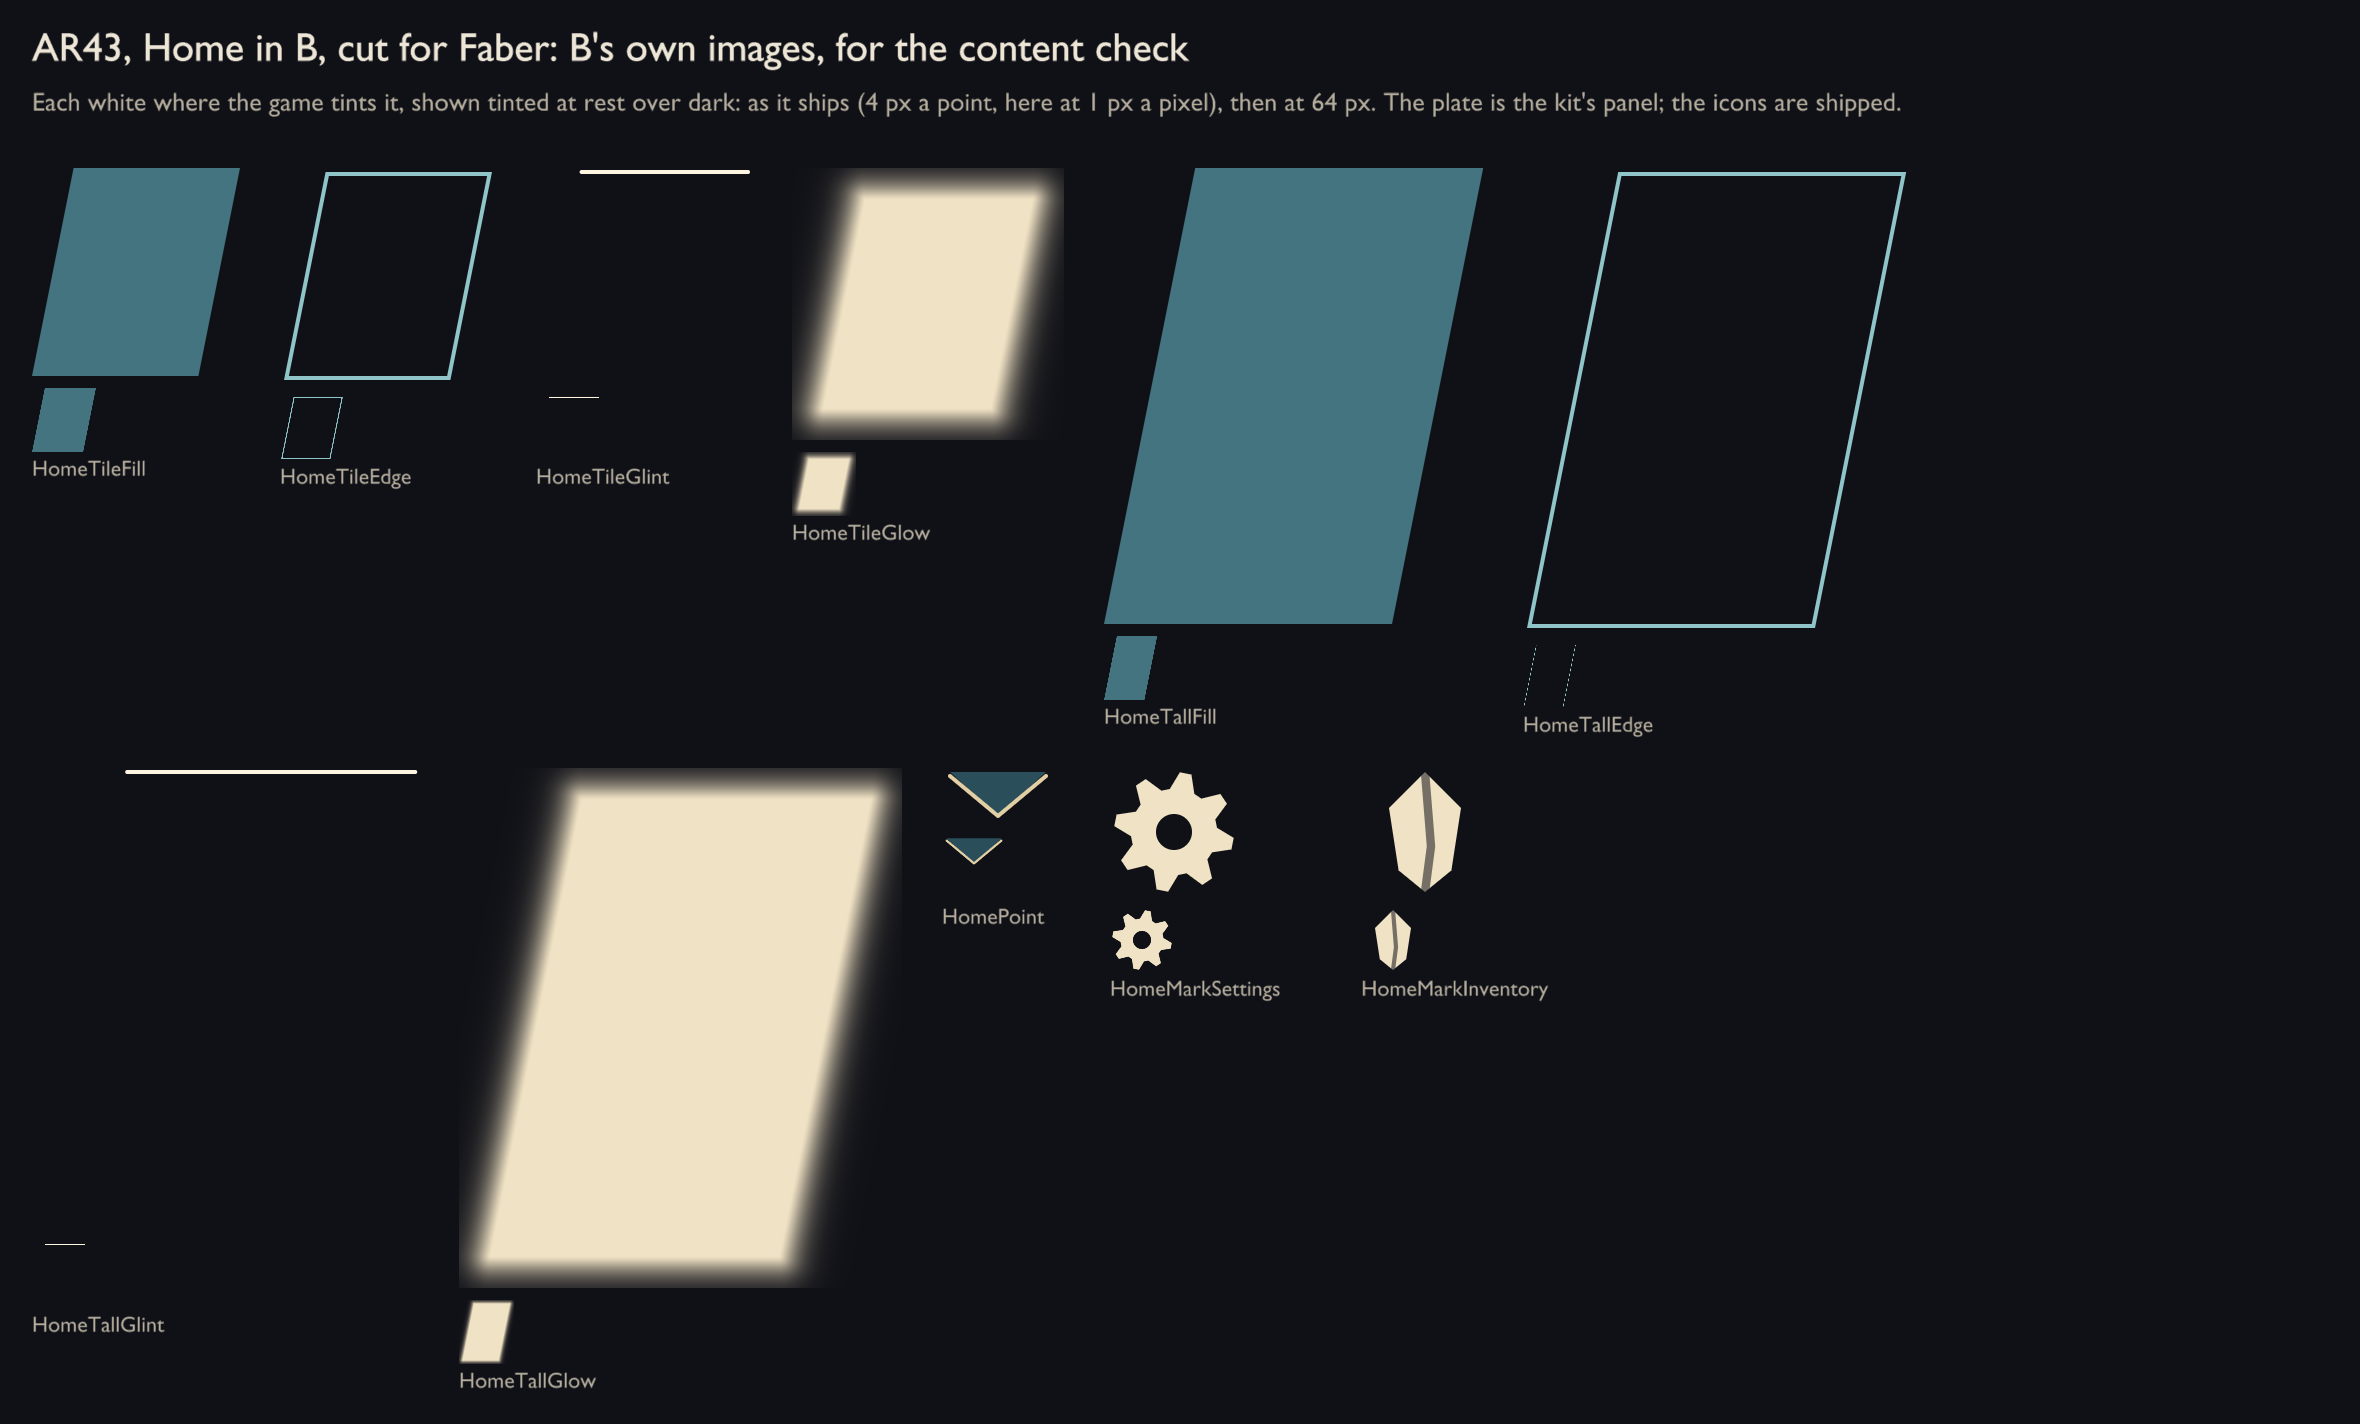 AR43, Home in B, cut for Faber: B's own images, for the content check
Each white where the game tints it, shown tinted at rest over dark: as it ships (4 px a point, here at 1 px a pixel), then at 64 px. The plate is the kit's panel; the icons are shipped.
HomeTileFill
HomeTileEdge
HomeTileGlint
HomeTileGlow
HomeTallFill
HomeTallEdge
HomePoint
HomeMarkSettings
HomeMarkInventory
HomeTallGlint
HomeTallGlow